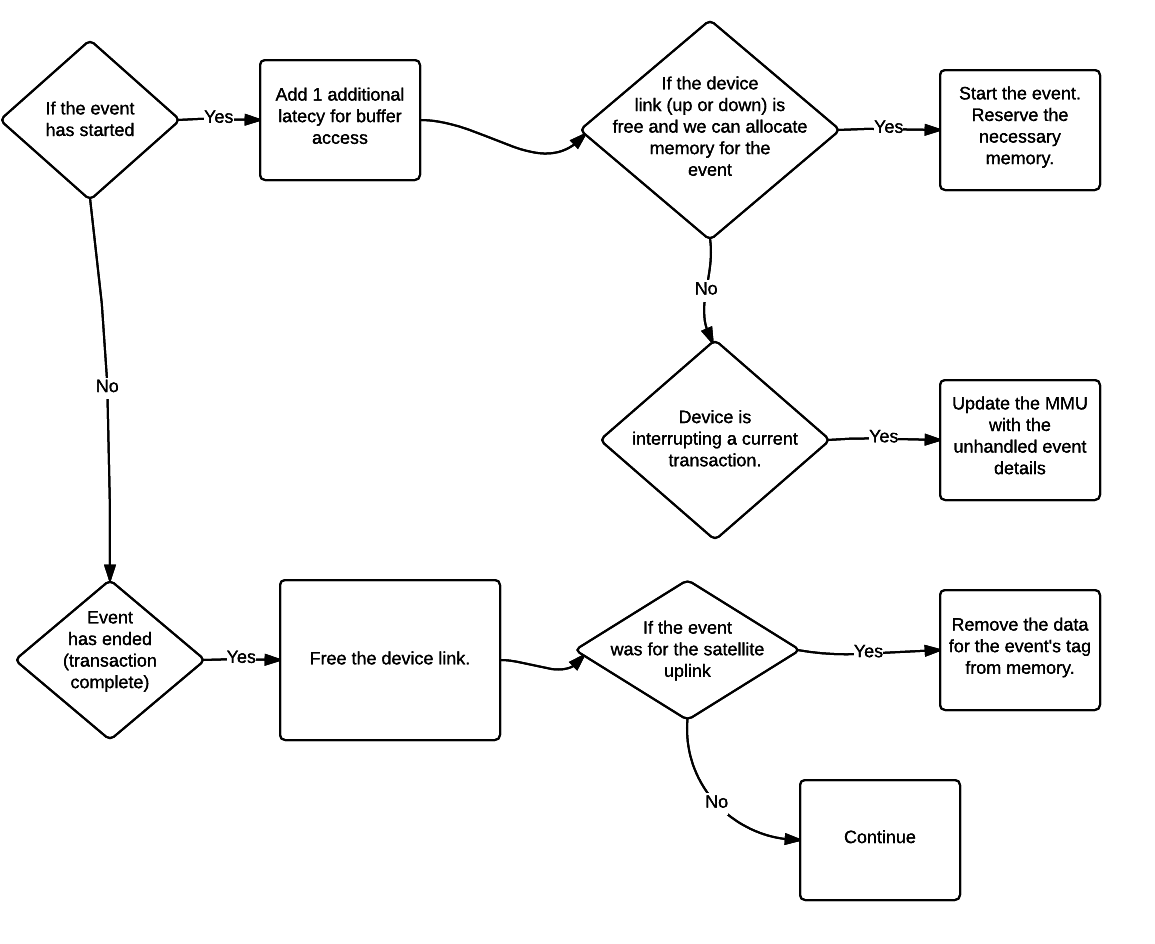 If the event
has started
Yes
Add 1 additional
latecy for buffer
access
If the device
link (up or down) is
free and we can allocate
memory for the
event
Yes
Start the event.
Reserve the
necessary
memory.
No
No
Device is
interrupting a current
transaction.
Yes
Update the MMU
with the
unhandled event
details
Event
has ended
(transaction
complete)
Yes
Free the device link.
If the event
was for the satellite
uplink
Yes
Remove the data
for the event's tag
from memory.
No
Continue